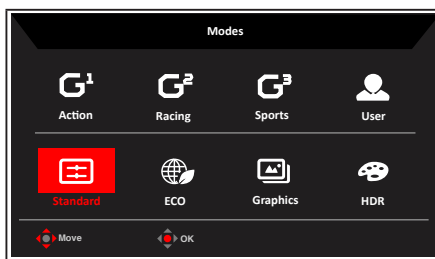 Modes
G¹ G² G³
Action Racing Sports User
Standard ECO Graphics HDR
Move OK